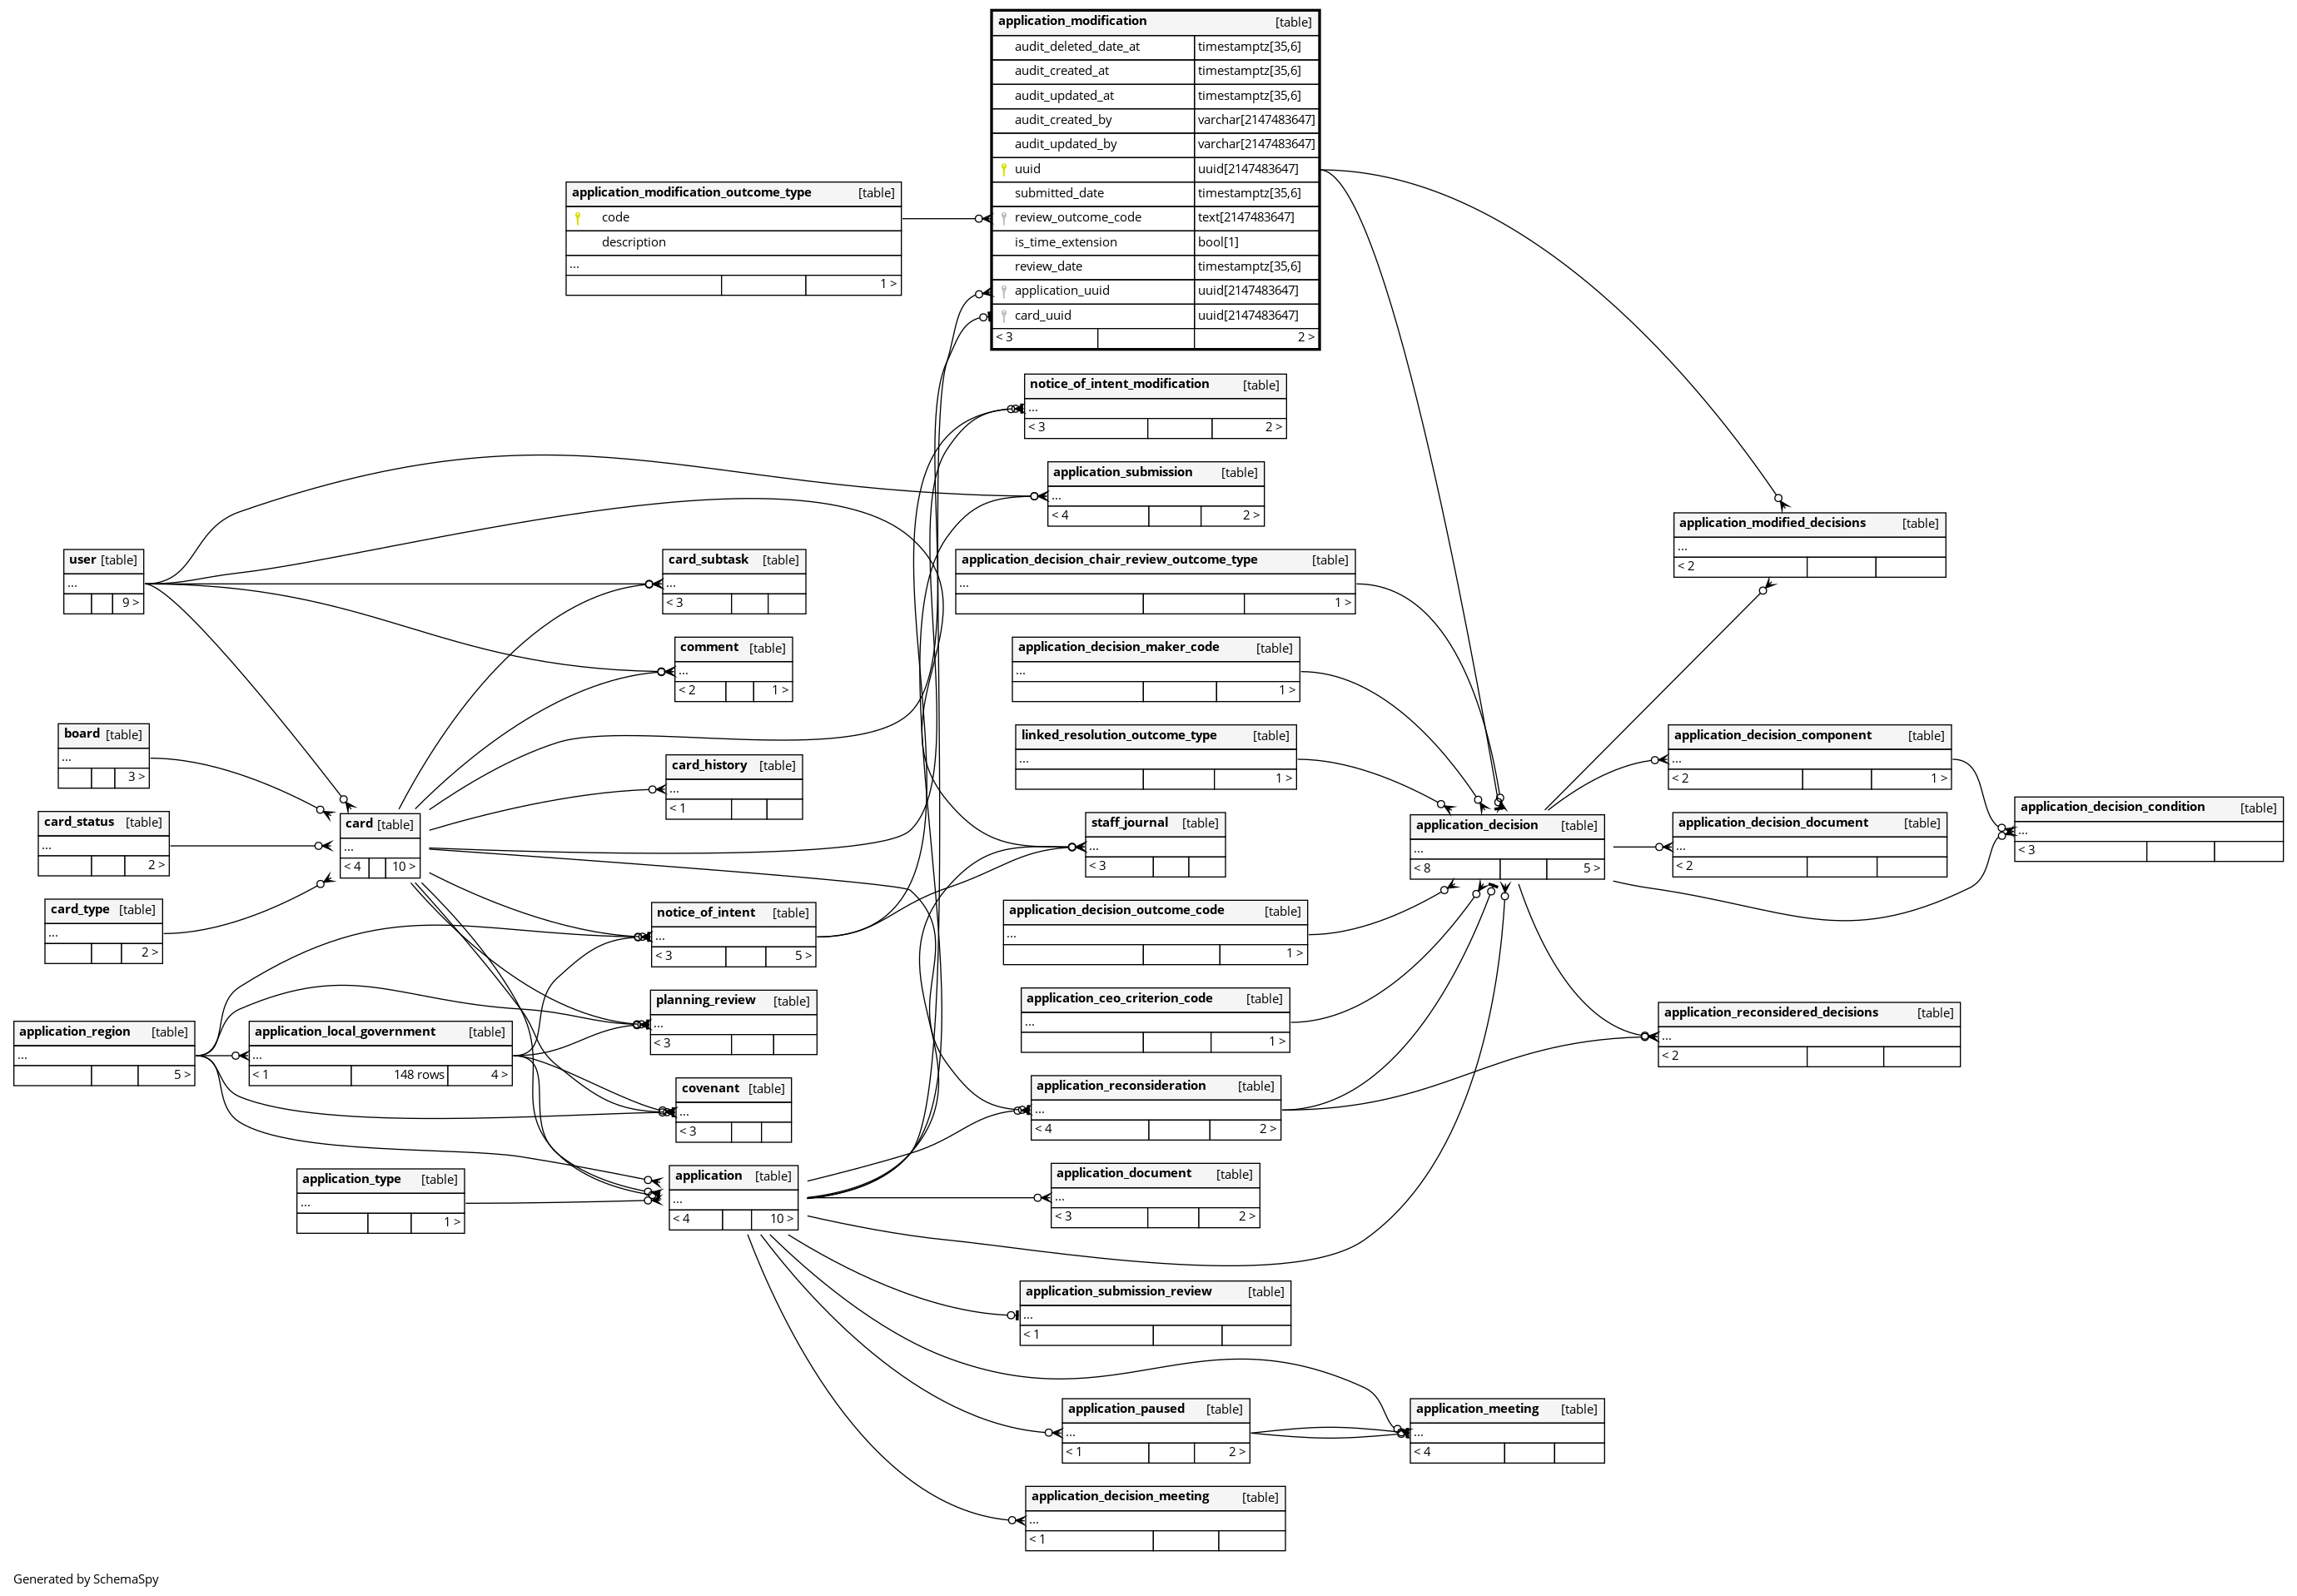 application_modification [table]
audit_deleted_date_at timestamptz[35,6]
audit_created_at timestamptz[35,6]
audit_updated_at timestamptz[35,6]
audit_created_by varchar[2147483647]
audit_updated_by varchar[2147483647]
uuid uuid[2147483647]
submitted_date timestamptz[35,6]
review_outcome_code text[2147483647]
is_time_extension bool[1]
review_date timestamptz[35,6]
application_uuid uuid[2147483647]
card_uuid uuid[2147483647]
< 3 2 >
application_modification_outcome_type [table]
code
description
...
1 >
notice_of_intent_modification [table]
...
< 3 2 >
application_submission [table]
...
< 4 2 >
application_modified_decisions [table]
...
< 2
user [table]
...
9 >
card_subtask [table]
...
< 3
application_decision_chair_review_outcome_type [table]
...
1 >
comment [table]
...
< 2 1 >
application_decision_maker_code [table]
...
1 >
board [table]
...
3 >
card_history [table]
...
< 1
linked_resolution_outcome_type [table]
...
1 >
application_decision_component [table]
...
< 2 1 >
card_status [table]
...
2 >
card [table]
...
< 4 10 >
staff_journal [table]
...
< 3
application_decision [table]
...
< 8 5 >
application_decision_document [table]
...
< 2
application_decision_condition [table]
...
< 3
card_type [table]
...
2 >
notice_of_intent [table]
...
< 3 5 >
application_decision_outcome_code [table]
...
1 >
planning_review [table]
...
< 3
application_ceo_criterion_code [table]
...
1 >
application_reconsidered_decisions [table]
...
< 2
application_region [table]
...
5 >
application_local_government [table]
...
< 1 148 rows 4 >
covenant [table]
...
< 3
application_reconsideration [table]
...
< 4 2 >
application_type [table]
...
1 >
application [table]
...
< 4 10 >
application_document [table]
...
< 3 2 >
application_submission_review [table]
...
< 1
application_paused [table]
...
< 1 2 >
application_meeting [table]
...
< 4
application_decision_meeting [table]
...
< 1
Generated by SchemaSpy